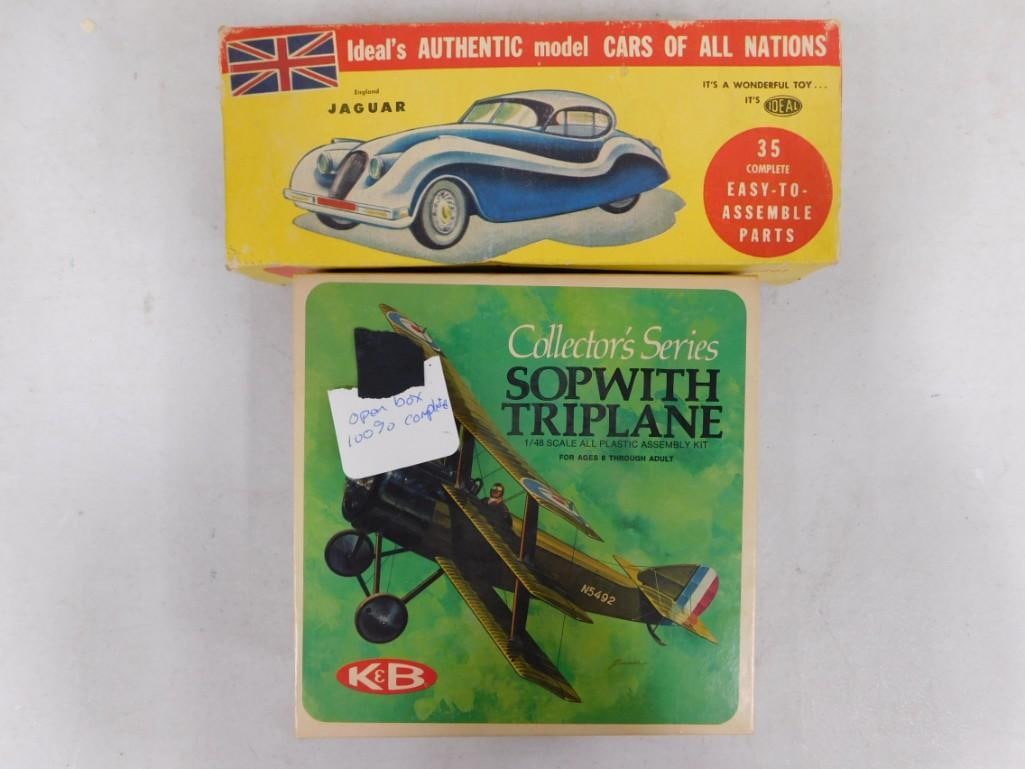 Ideal's AUTHENTIC model CARS OF ALL NATIONS
England
JAGUAR
IT'S A WONDERFUL TOY...
IT'S IDEAL
35
COMPLETE
EASY-TO-
ASSEMBLE
PARTS
Collector's Series
SOPWITH
TRIPLANE
1/48 SCALE ALL PLASTIC ASSEMBLY KIT
FOR AGES 8 THROUGH ADULT
open box
100% complete
N5492
K&B